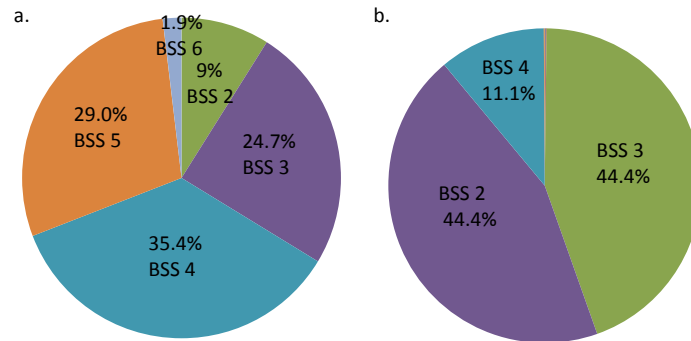 a.
1.9%
BSS 6
9%
BSS 2
24.7%
BSS 3
35.4%
BSS 4
29.0%
BSS 5
b.
BSS 4
11.1%
BSS 3
44.4%
BSS 2
44.4%